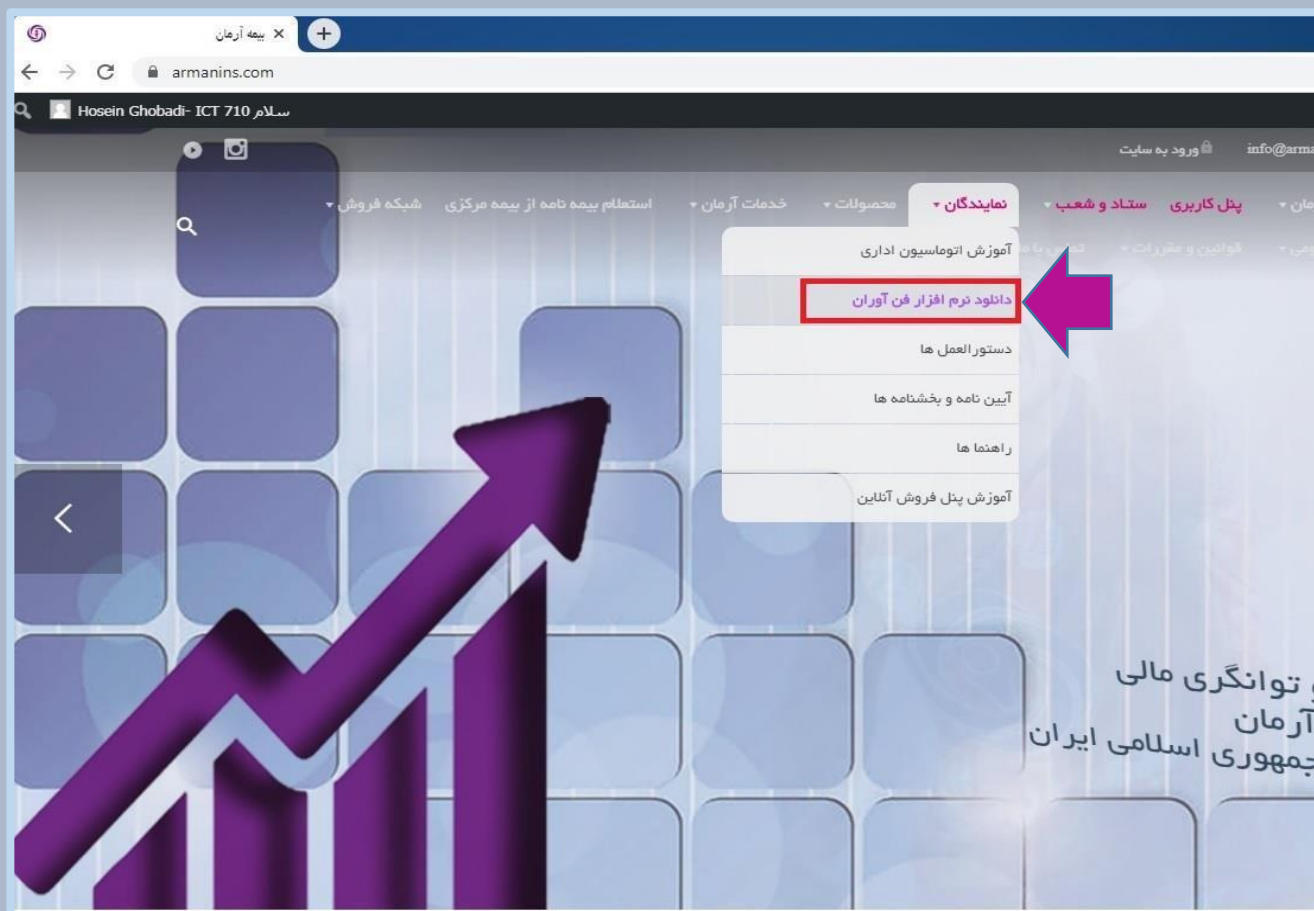 بیمه آرمان
armanins.com
سلام Hosein Ghobadi- ICT 710
ورود به سایت
پنل کاربری ستاد و شعب نمایندگان محصولات خدمات آرمان استعلام بیمه نامه از بیمه مرکزی شبکه فروش
قوانین و مقررات
آموزش اتوماسیون اداری
دانلود نرم افزار فن آوران
دستورالعمل ها
آیین نامه و بخشنامه ها
راهنما ها
آموزش پنل فروش آنلاین
توانگری مالی
آرمان
جمهوری اسلامی ایران